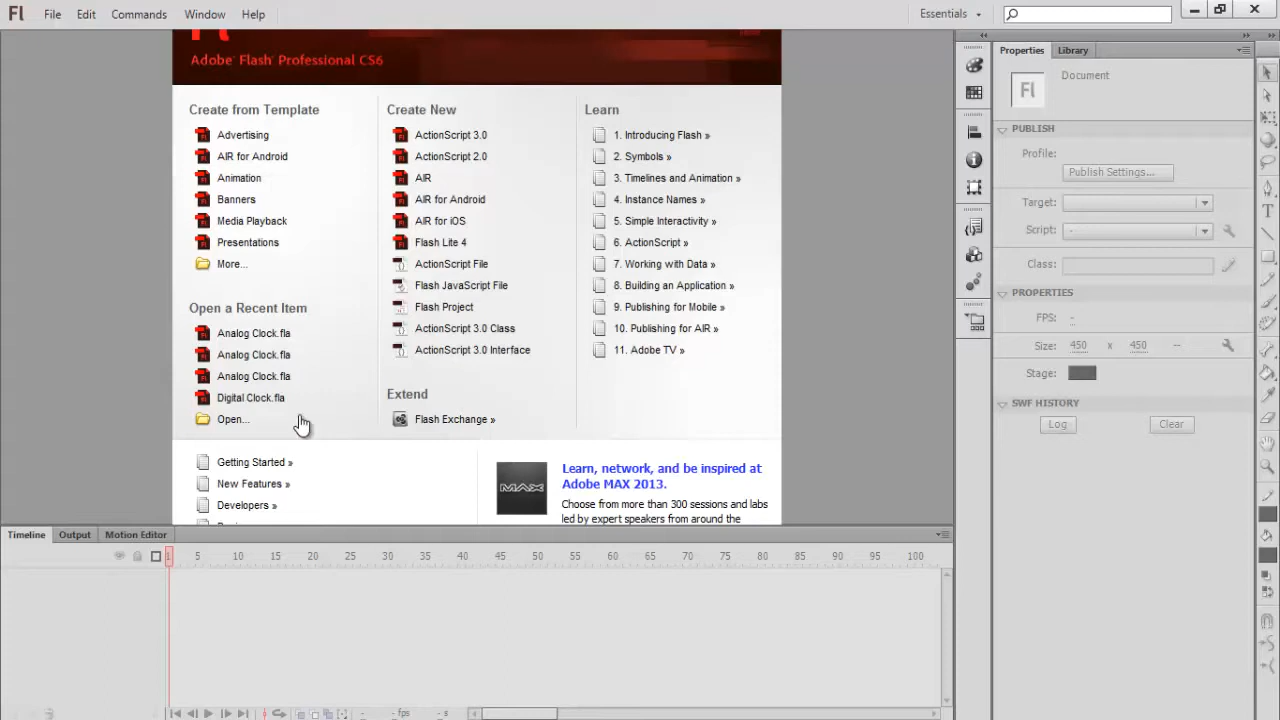 Fl File Edit Commands Window Help Essentials
Fl
Adobe® Flash® Professional CS6
Create from Template
Advertising
AIR for Android
Animation
Banners
Media Playback
Presentations
More...
Open a Recent Item
Analog Clock.fla
Analog Clock.fla
Analog Clock.fla
Digital Clock.fla
Open...
Create New
ActionScript 3.0
ActionScript 2.0
AIR
AIR for Android
AIR for iOS
Flash Lite 4
ActionScript File
Flash JavaScript File
Flash Project
ActionScript 3.0 Class
ActionScript 3.0 Interface
Extend
Flash Exchange »
Learn
1. Introducing Flash »
2. Symbols »
3. Timelines and Animation »
4. Instance Names »
5. Simple Interactivity »
6. ActionScript »
7. Working with Data »
8. Building an Application »
9. Publishing for Mobile »
10. Publishing for AIR »
11. Adobe TV »
Getting Started »
New Features »
Developers »
MAX
Learn, network, and be inspired at
Adobe MAX 2013.
Choose from more than 300 sessions and labs
led by expert speakers from around the
Properties Library
Fl Document
PUBLISH
Profile:
Publish Settings...
Target:
Script: -
Class:
PROPERTIES
FPS: -
Size: 450 x 450 --
Stage:
SWF HISTORY
Log Clear
Timeline Output Motion Editor
1 5 10 15 20 25 30 35 40 45 50 55 60 65 70 75 80 85 90 95 100
- - fps - s